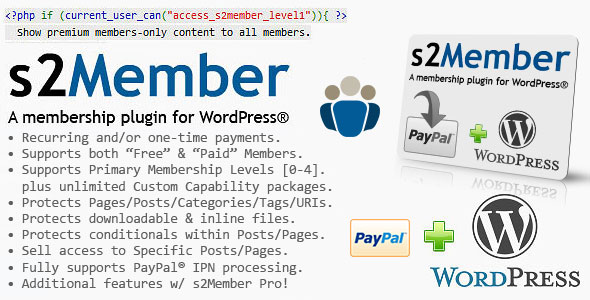 <?php if (current_user_can("access_s2member_level1")){ ?>
Show premium members-only content to all members.
s2Member
A membership plugin for WordPress®
• Recurring and/or one-time payments.
• Supports both “Free” & “Paid” Members.
• Supports Primary Membership Levels [0-4].
plus unlimited Custom Capability packages.
• Protects Pages/Posts/Categories/Tags/URIs.
• Protects downloadable & inline files.
• Protects conditionals within Posts/Pages.
• Sell access to Specific Posts/Pages.
• Fully supports PayPal® IPN processing.
• Additional features w/ s2Member Pro!
s2Member
A membership plugin for WordPress®
PayPal
W
WORDPRESS
PayPal
W
WORDPRESS